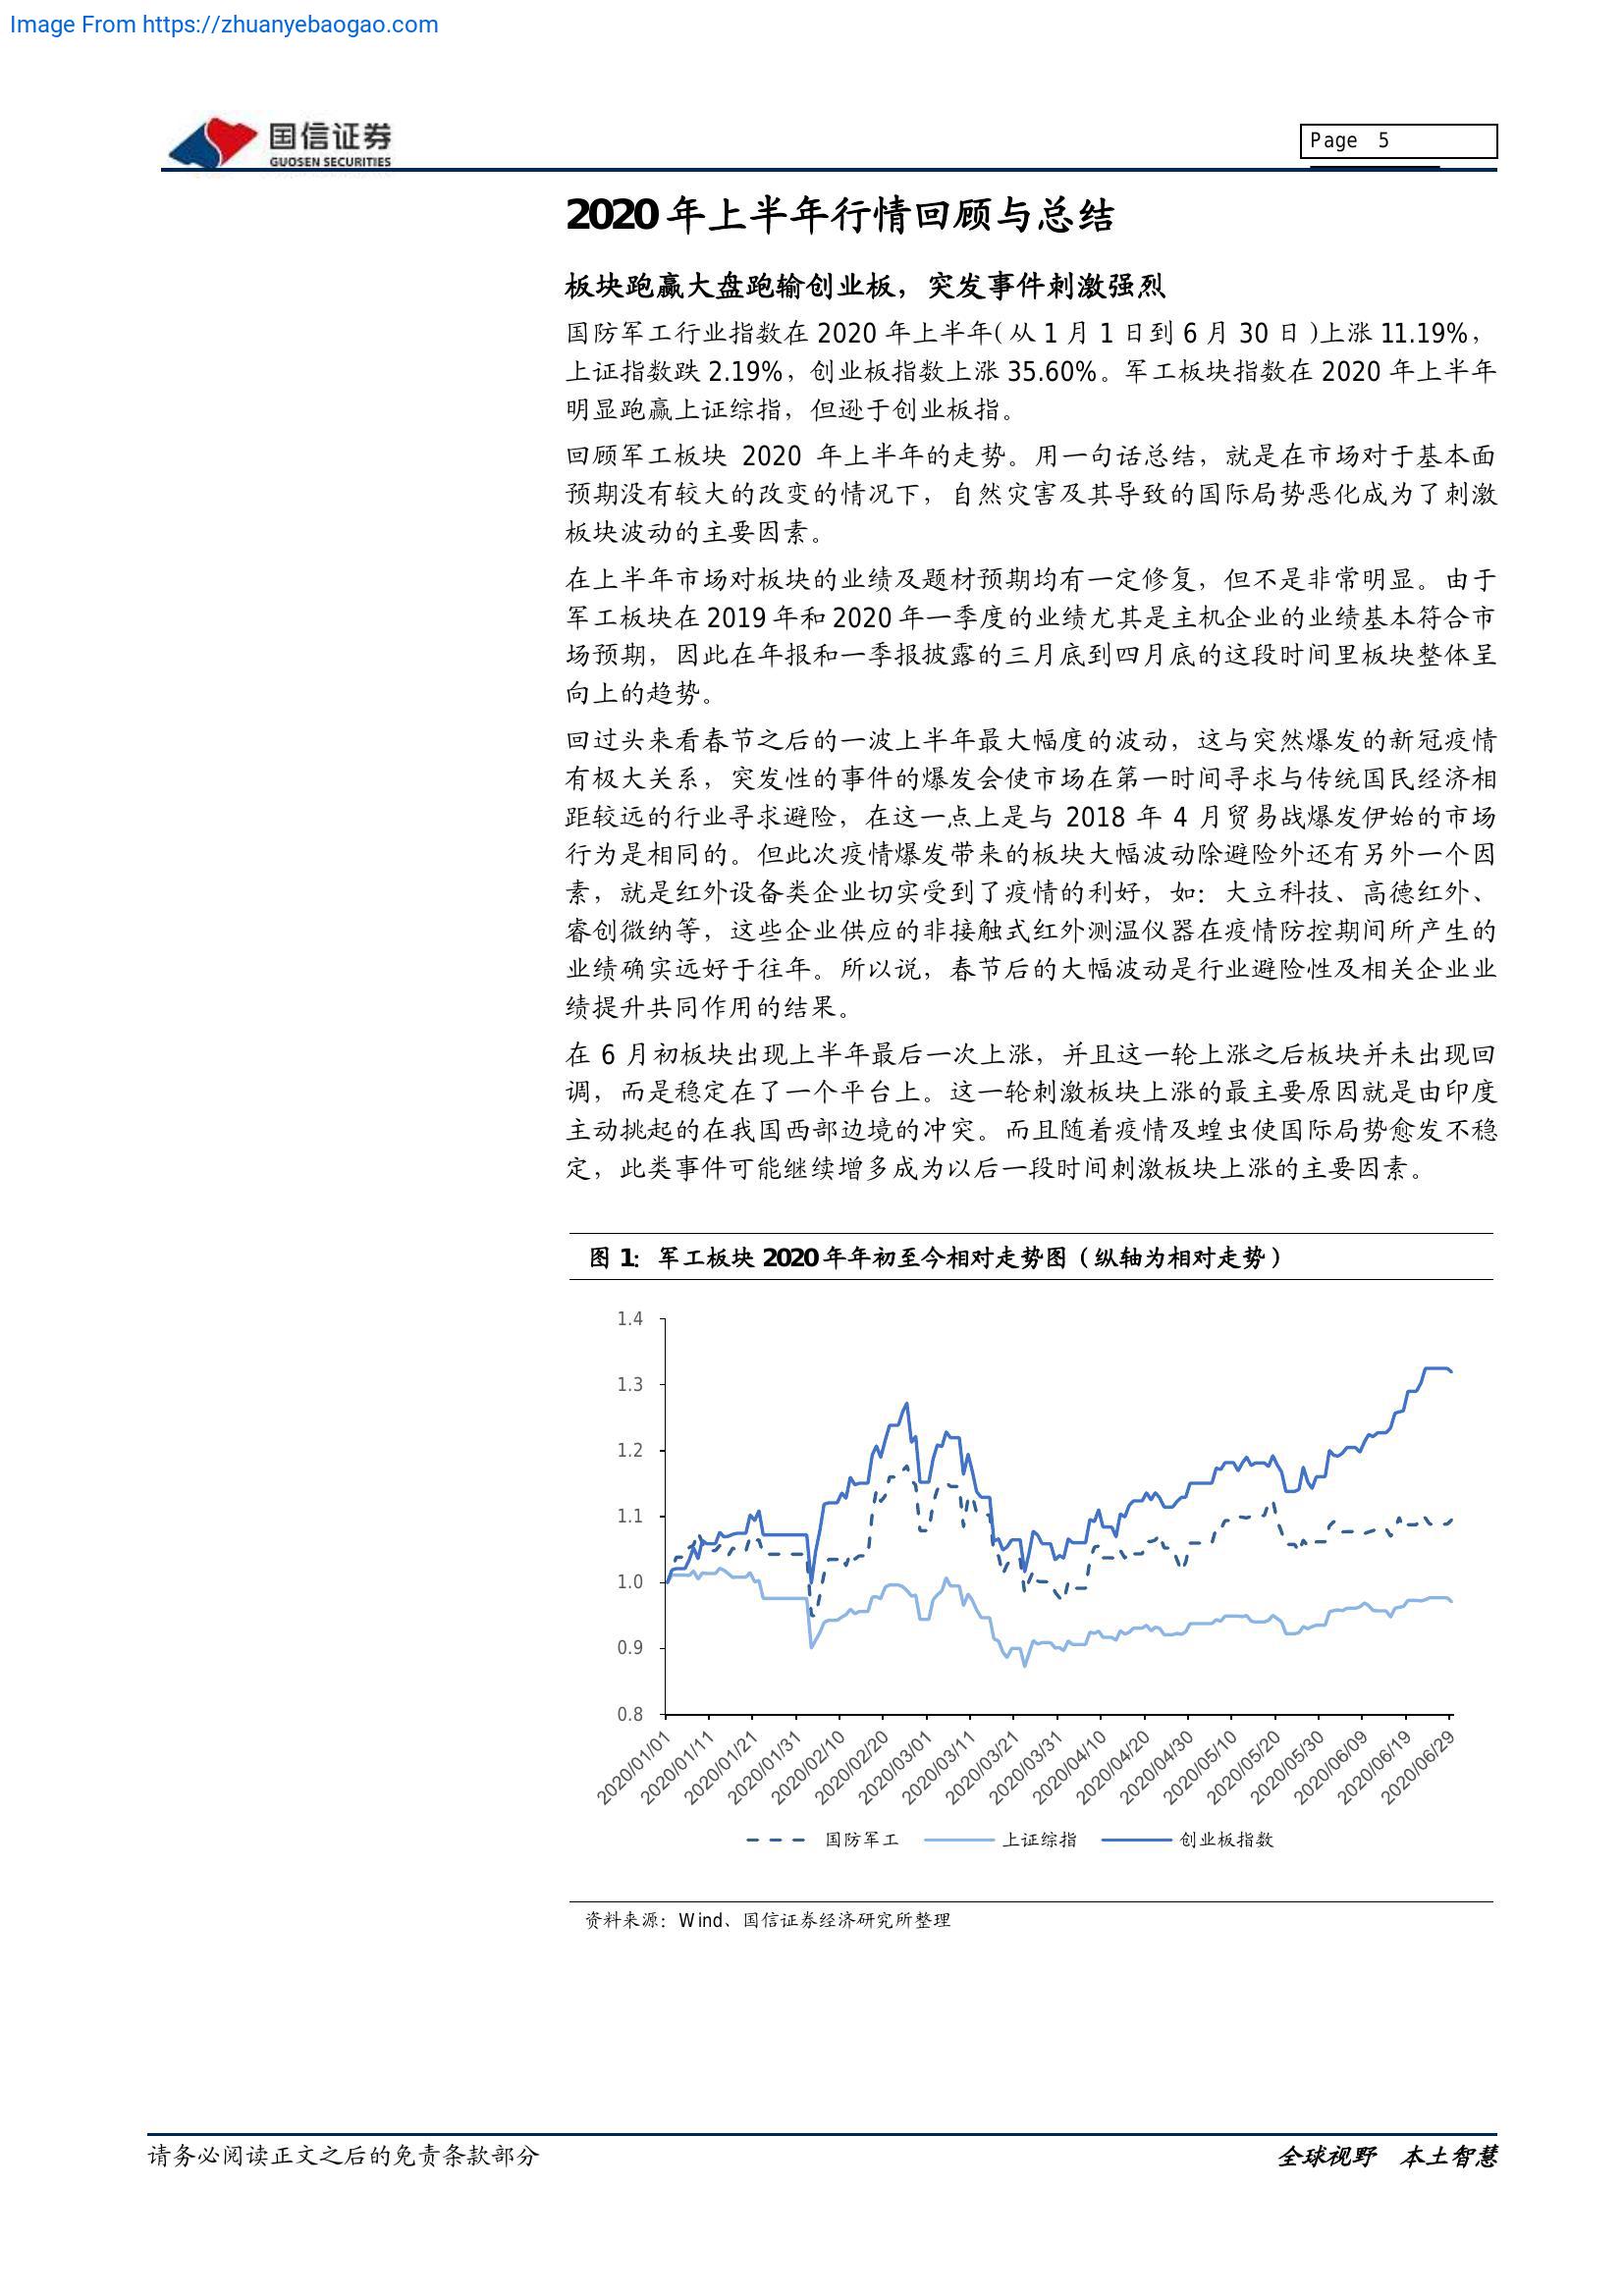 Image From https://zhuanyebaogao.com
国信证券
GUOSEN SECURITIES
Page 5
2020年上半年行情回顾与总结
板块跑赢大盘跑输创业板，突发事件刺激强烈
国防军工行业指数在 2020 年上半年(从 1 月 1 日到 6 月 30 日)上涨 11.19%，
上证指数跌 2.19%，创业板指数上涨 35.60%。军工板块指数在 2020 年上半年
明显跑赢上证综指，但逊于创业板指。
回顾军工板块 2020 年上半年的走势。用一句话总结，就是在市场对于基本面
预期没有较大的改变的情况下，自然灾害及其导致的国际局势恶化成为了刺激
板块波动的主要因素。
在上半年市场对板块的业绩及题材预期均有一定修复，但不是非常明显。由于
军工板块在 2019 年和 2020 年一季度的业绩尤其是主机企业的业绩基本符合市
场预期，因此在年报和一季报披露的三月底到四月底的这段时间里板块整体呈
向上的趋势。
回过头来看春节之后的一波上半年最大幅度的波动，这与突然爆发的新冠疫情
有极大关系，突发性的事件的爆发会使市场在第一时间寻求与传统国民经济相
距较远的行业寻求避险，在这一点上是与 2018 年 4 月贸易战爆发伊始的市场
行为是相同的。但此次疫情爆发带来的板块大幅波动除避险外还有另外一个因
素，就是红外设备类企业切实受到了疫情的利好，如：大立科技、高德红外、
睿创微纳等，这些企业供应的非接触式红外测温仪器在疫情防控期间所产生的
业绩确实远好于往年。所以说，春节后的大幅波动是行业避险性及相关企业业
绩提升共同作用的结果。
在 6 月初板块出现上半年最后一次上涨，并且这一轮上涨之后板块并未出现回
调，而是稳定在了一个平台上。这一轮刺激板块上涨的最主要原因就是由印度
主动挑起的在我国西部边境的冲突。而且随着疫情及蝗虫使国际局势愈发不稳
定，此类事件可能继续增多成为以后一段时间刺激板块上涨的主要因素。
图 1：军工板块 2020 年年初至今相对走势图（纵轴为相对走势）
1.4
1.3
1.2
1.1
1.0
0.9
0.8
2020/01/01
2020/01/11
2020/01/21
2020/01/31
2020/02/10
2020/02/20
2020/03/01
2020/03/11
2020/03/21
2020/03/31
2020/04/10
2020/04/20
2020/04/30
2020/05/10
2020/05/20
2020/05/30
2020/06/09
2020/06/19
2020/06/29
国防军工 上证综指 创业板指数
资料来源：Wind、国信证券经济研究所整理
请务必阅读正文之后的免责条款部分
全球视野 本土智慧